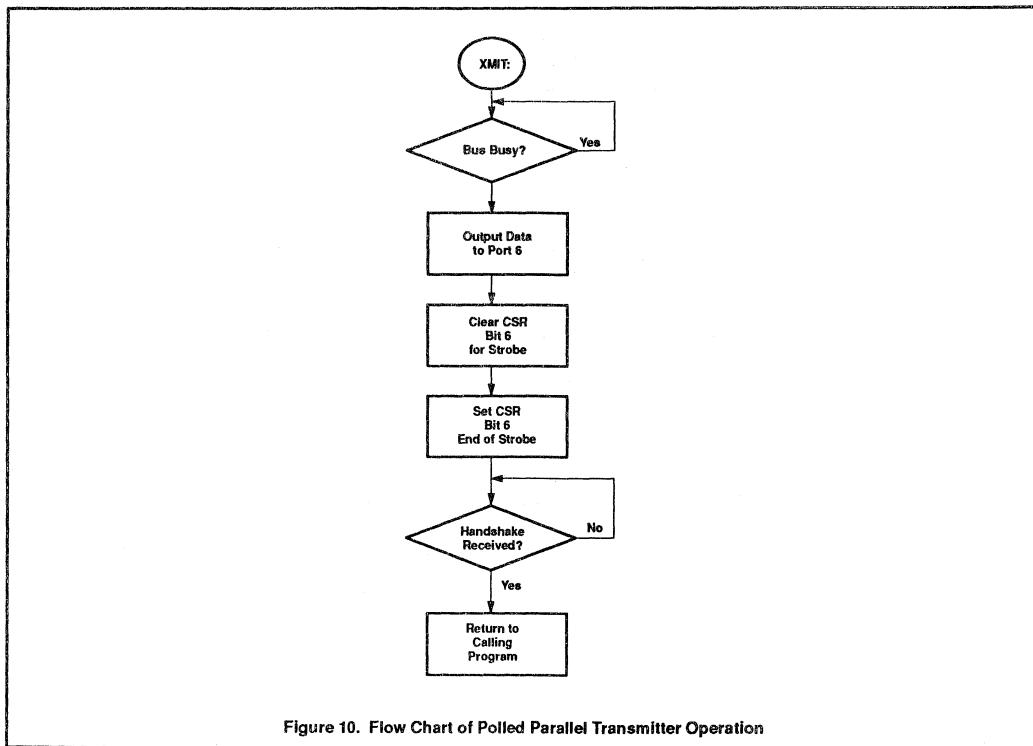 XMIT:
Bus Busy?
Yes
Output Data
to Port 6
Clear CSR
Bit 6
for Strobe
Set CSR
Bit 6
End of Strobe
Handshake
Received?
No
Yes
Return to
Calling
Program
Figure 10. Flow Chart of Polled Parallel Transmitter Operation